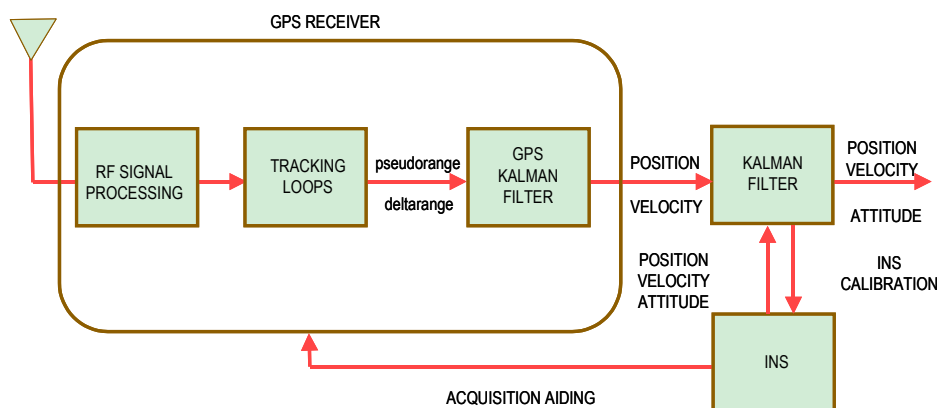 GPS RECEIVER
RF SIGNAL
PROCESSING
TRACKING
LOOPS
pseudorange
deltarange
GPS
KALMAN
FILTER
POSITION
VELOCITY
KALMAN
FILTER
POSITION
VELOCITY
ATTITUDE
POSITION
VELOCITY
ATTITUDE
INS
CALIBRATION
INS
ACQUISITION AIDING